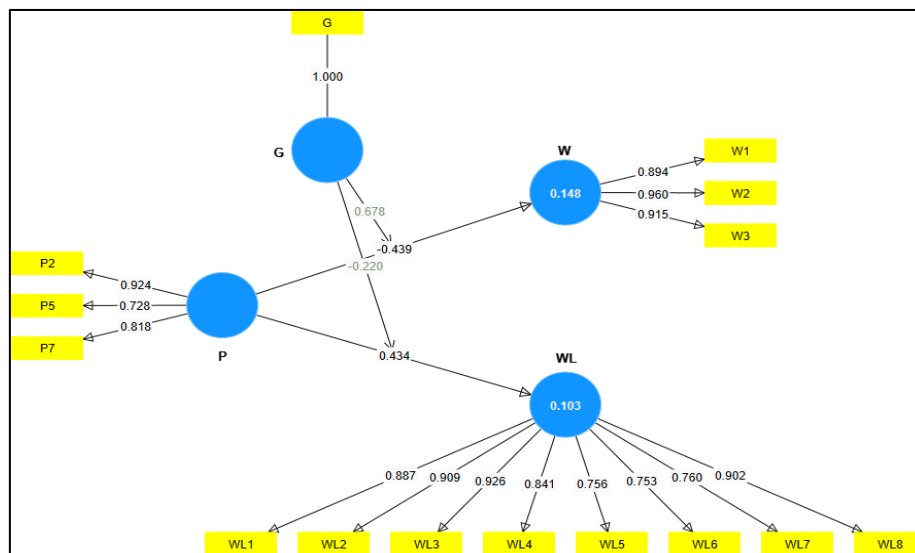 G
1.000
G
W
0.148
W1
0.894
W2
0.960
W3
0.915
0.678
-0.439
-0.220
P2
0.924
P5
0.728
P7
0.818
P
0.434
WL
0.103
0.887
0.909
0.926
0.841
0.756
0.753
0.760
0.902
WL1
WL2
WL3
WL4
WL5
WL6
WL7
WL8